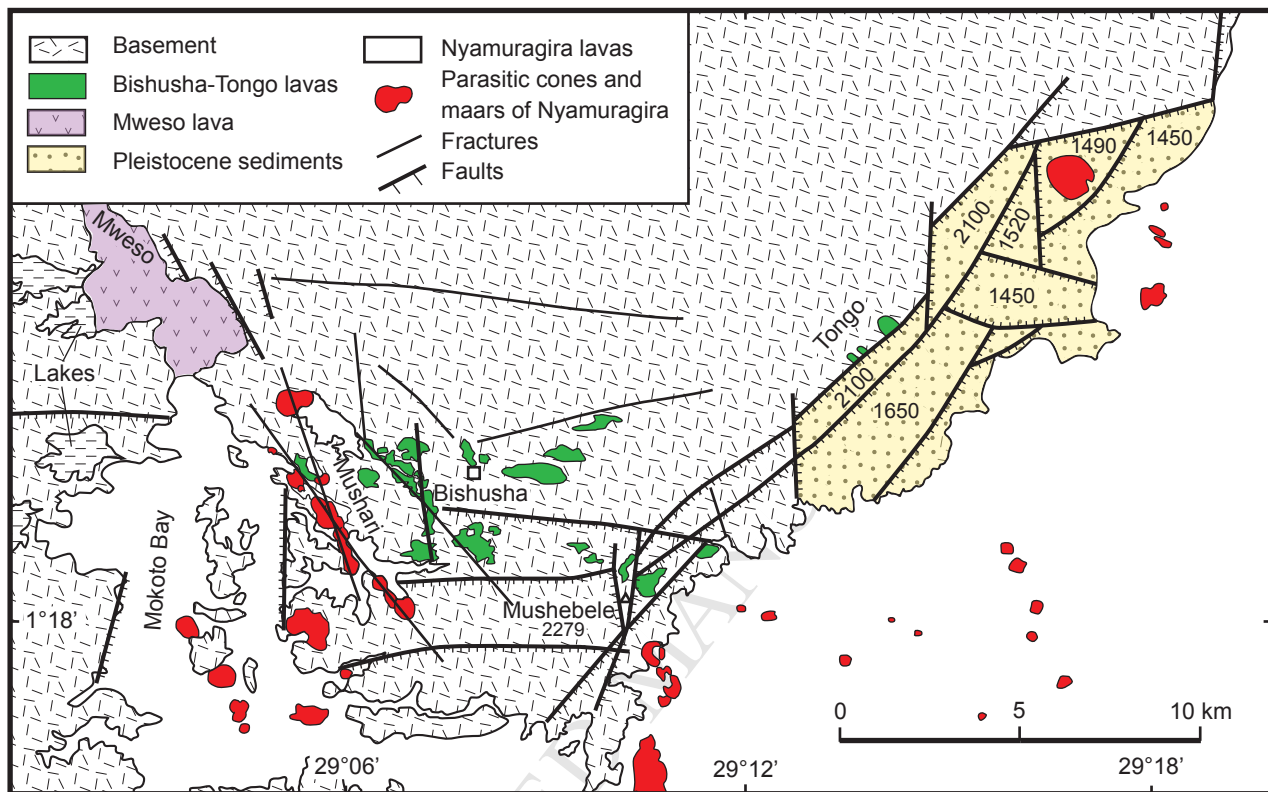 Basement
Bishusha-Tongo lavas
Mweso lava
Pleistocene sediments
Nyamuragira lavas
Parasitic cones and
maars of Nyamuragira
Fractures
Faults
1490
1450
2100
1520
Mweso
1450
Tongo
Lakes
2100
1650
Mushari
Bishusha
Mokoto Bay
Mushebele
2279
1°18’
0 5 10 km
29°06’ 29°12’ 29°18’